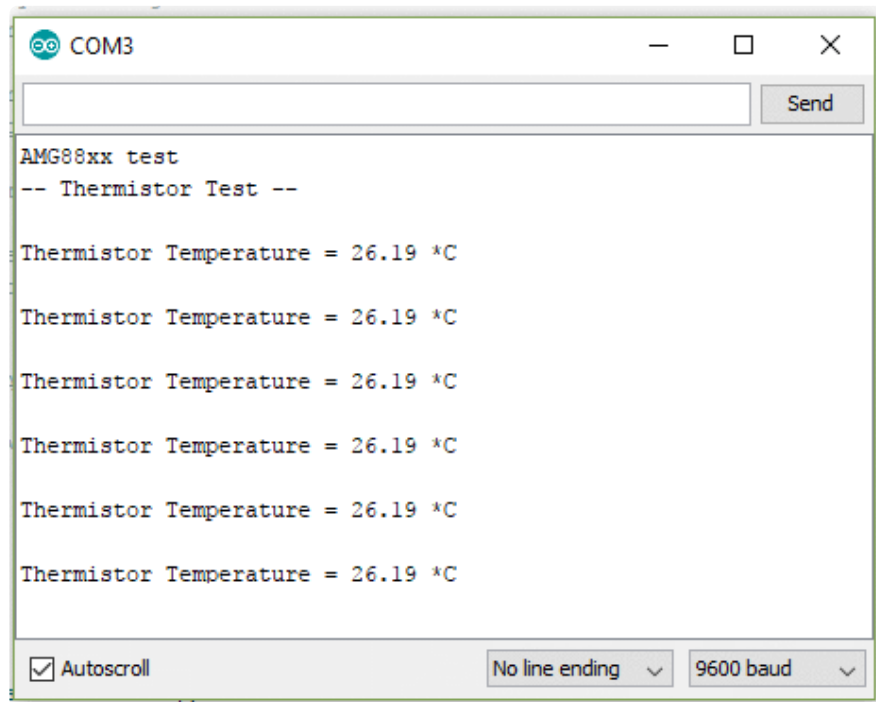 COM3
Send
AMG88xx test
-- Thermistor Test --
Thermistor Temperature = 26.19 *C
Thermistor Temperature = 26.19 *C
Thermistor Temperature = 26.19 *C
Thermistor Temperature = 26.19 *C
Thermistor Temperature = 26.19 *C
Thermistor Temperature = 26.19 *C
Autoscroll
No line ending
9600 baud